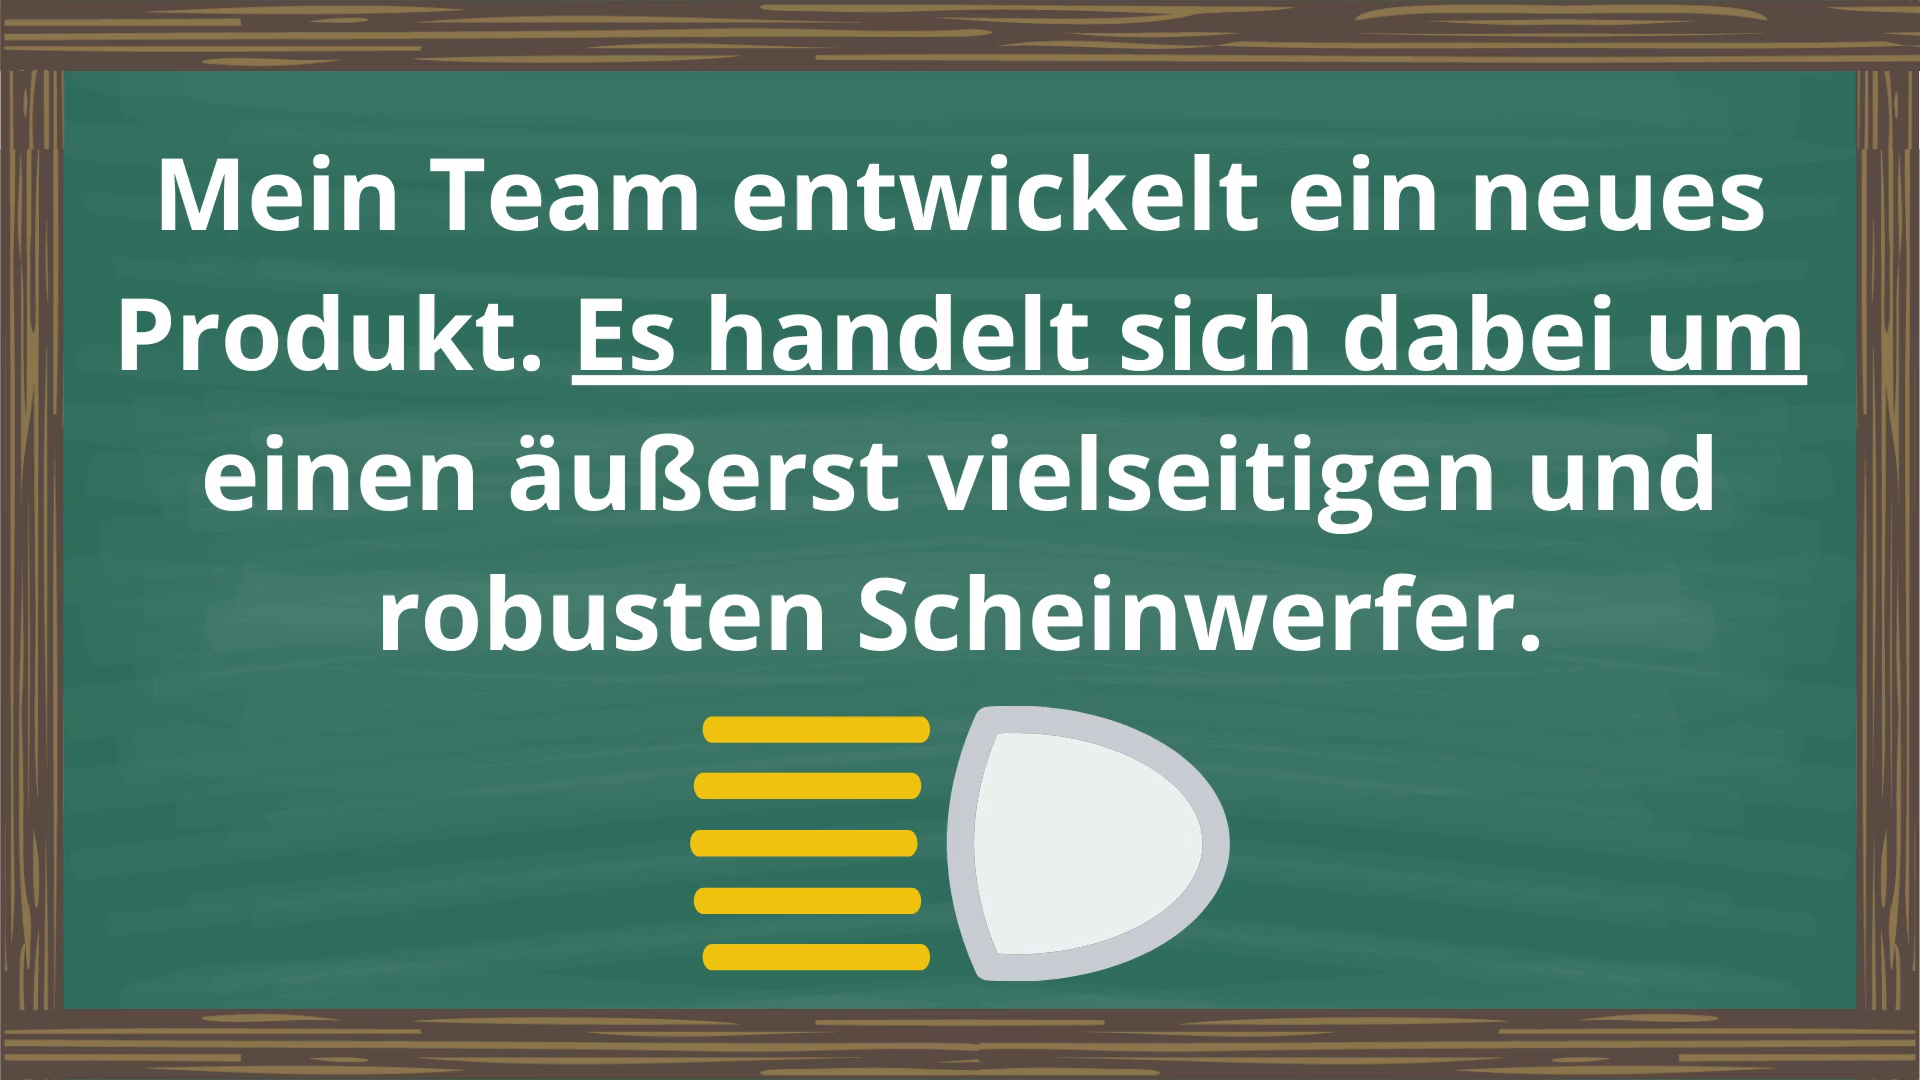 Mein Team entwickelt ein neues
Produkt. Es handelt sich dabei um
einen äußerst vielseitigen und
robusten Scheinwerfer.